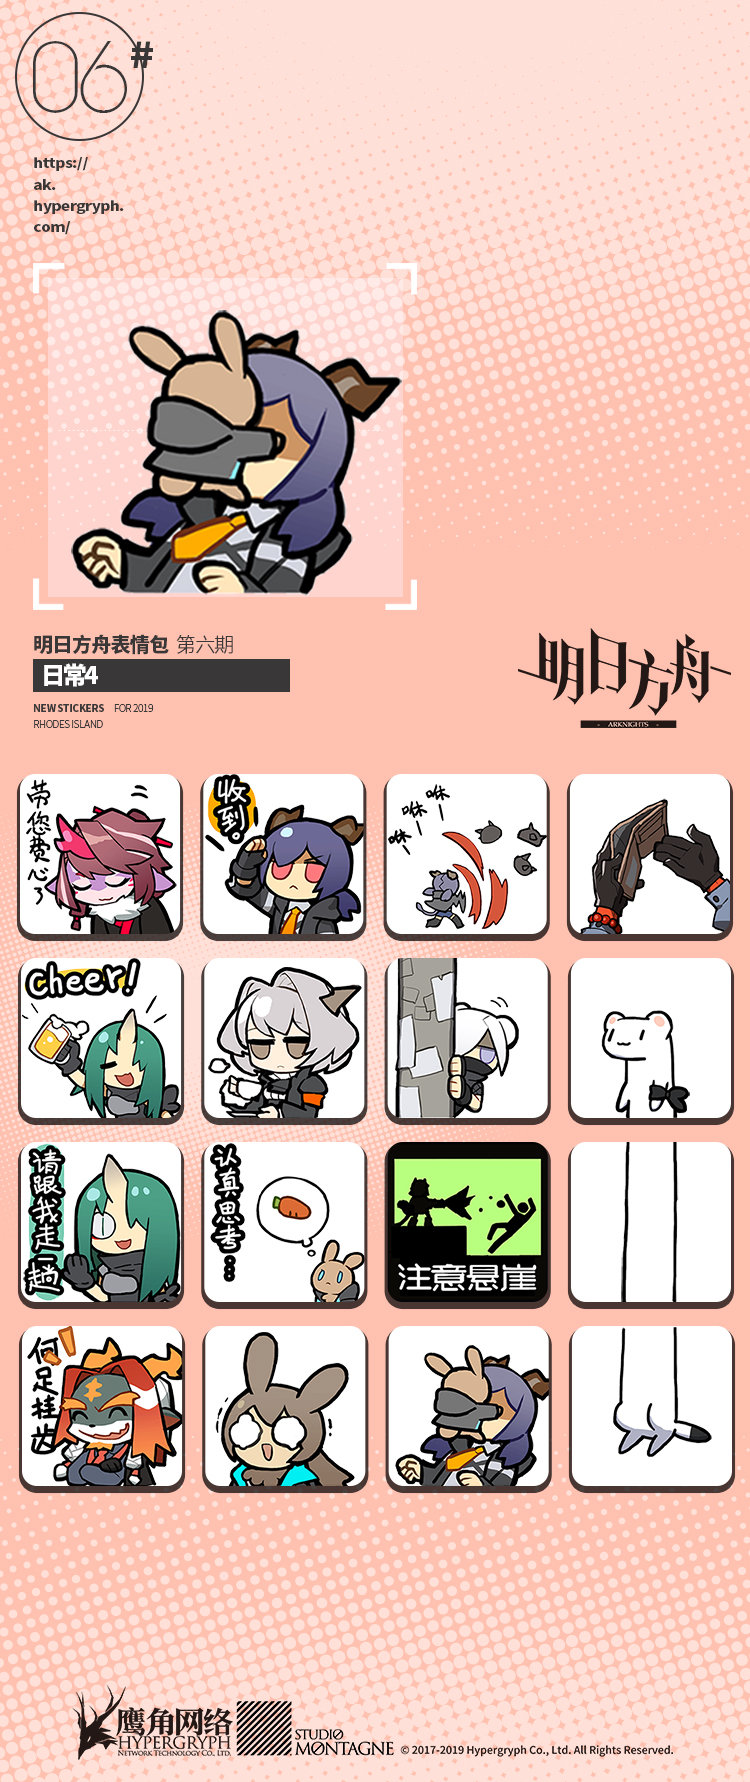 06#
https://
ak.
hypergryph.
com/
明日方舟表情包 第六期
日常4
NEW STICKERS FOR 2019
RHODES ISLAND
明日方舟
ARKNIGHTS
带您费心了
收到。
咻 咻 咻
Cheer!
请跟我走一趟
认真思考…
注意悬崖
何足挂齿
鹰角网络
HYPERGRYPH
NETWORK TECHNOLOGY CO., LTD.
STUDIO
MONTAGNE
© 2017-2019 Hypergryph Co., Ltd. All Rights Reserved.